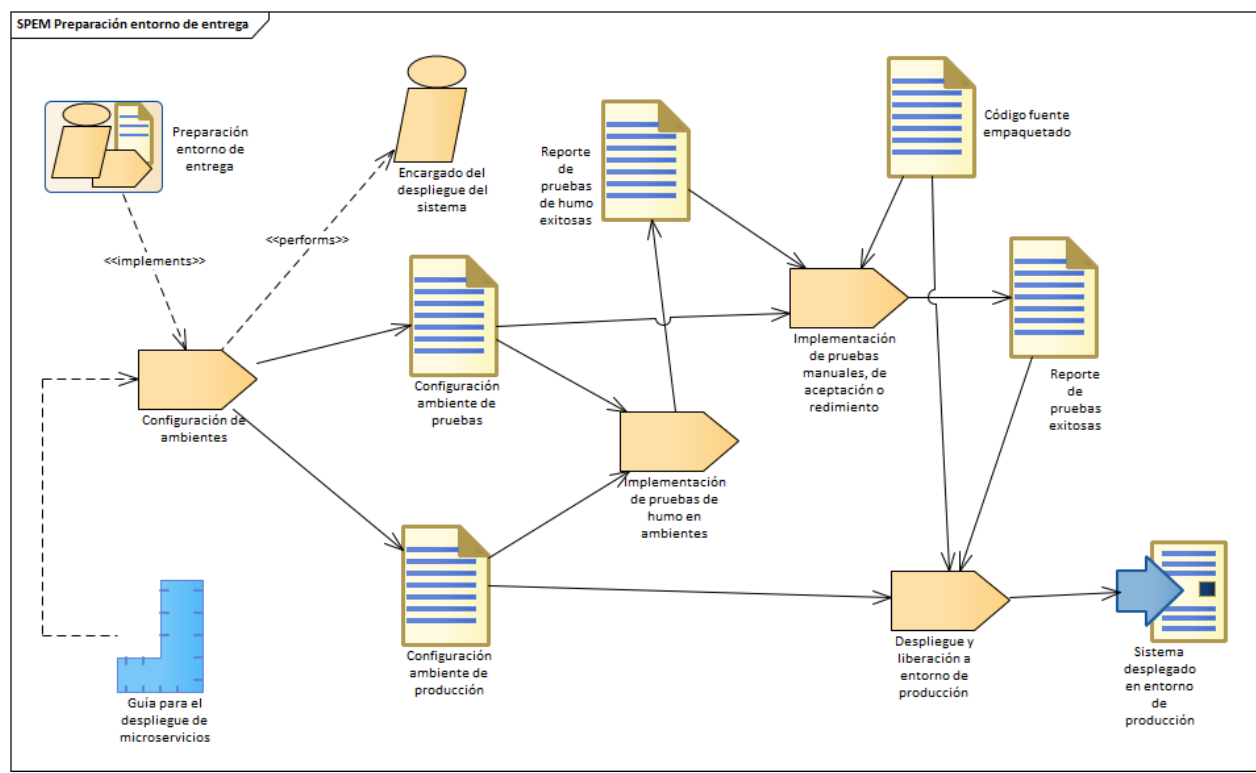 SPEM Preparación entorno de entrega
Preparación
entorno de
entrega
Encargado del
despliegue del
sistema
Reporte
de
pruebas
de humo
exitosas
Código fuente
empaquetado
<<implements>>
<<performs>>
Configuración de
ambientes
Configuración
ambiente de
pruebas
Implementación
de pruebas
manuales, de
aceptación o
redimiento
Reporte
de
pruebas
exitosas
Implementación
de pruebas de
humo en
ambientes
Guía para el
despliegue de
microservicios
Configuración
ambiente de
producción
Despliegue y
liberación a
entorno de
producción
Sistema
desplegado
en entorno
de
producción